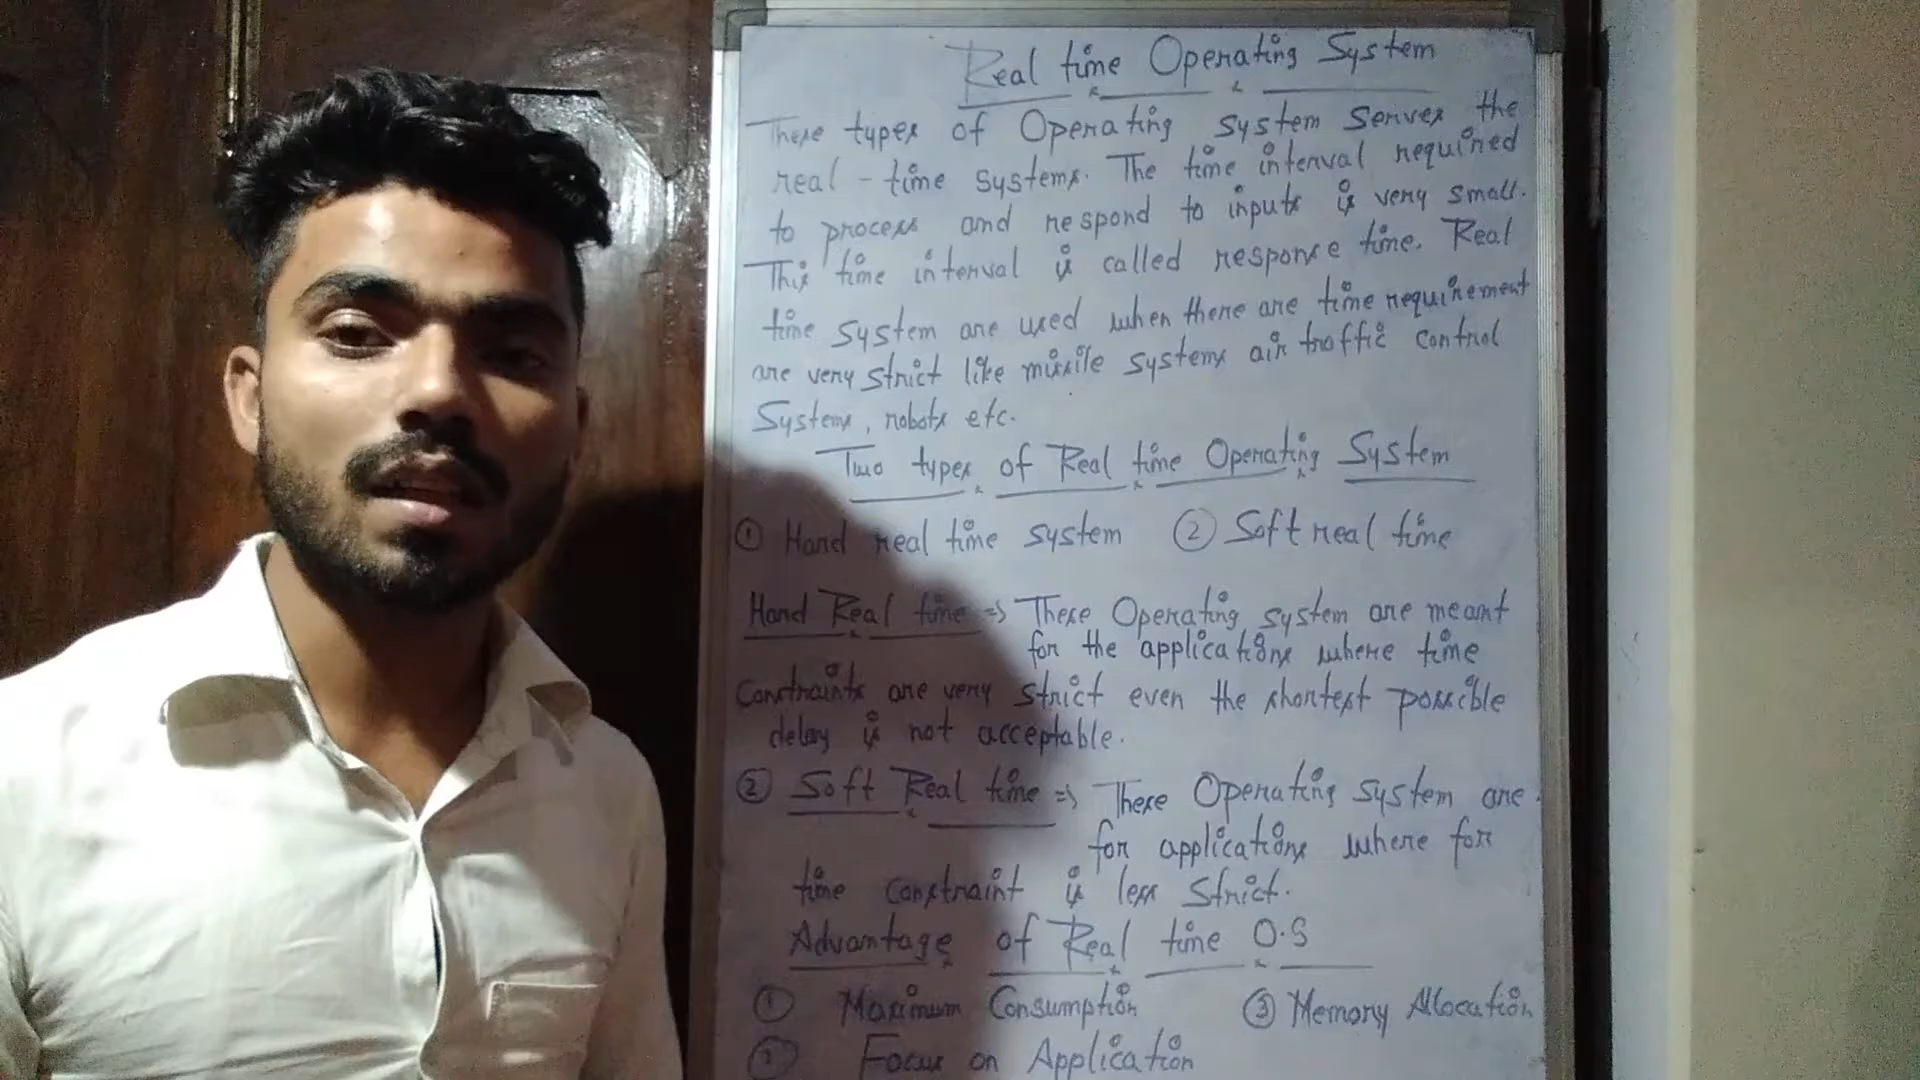 Real time Operating System
These types of Operating system serves the
real - time systems. The time interval required
to process and respond to inputs is very small.
This time interval is called response time. Real
time system are used when there are time requirement
are very strict like missile systems air traffic control
Systems, robots etc.
Two types of Real time Operating System
① Hard real time system ② Soft real time
Hard Real time => These Operating system are meant
for the applications where time
Constraints are very strict even the shortest possible
delay is not acceptable.
② Soft Real time => These Operating system are
for applications where for
time constraint is less strict.
Advantage of Real time O.S
① Maximum Consumption ③ Memory Allocation
② Focus on Application